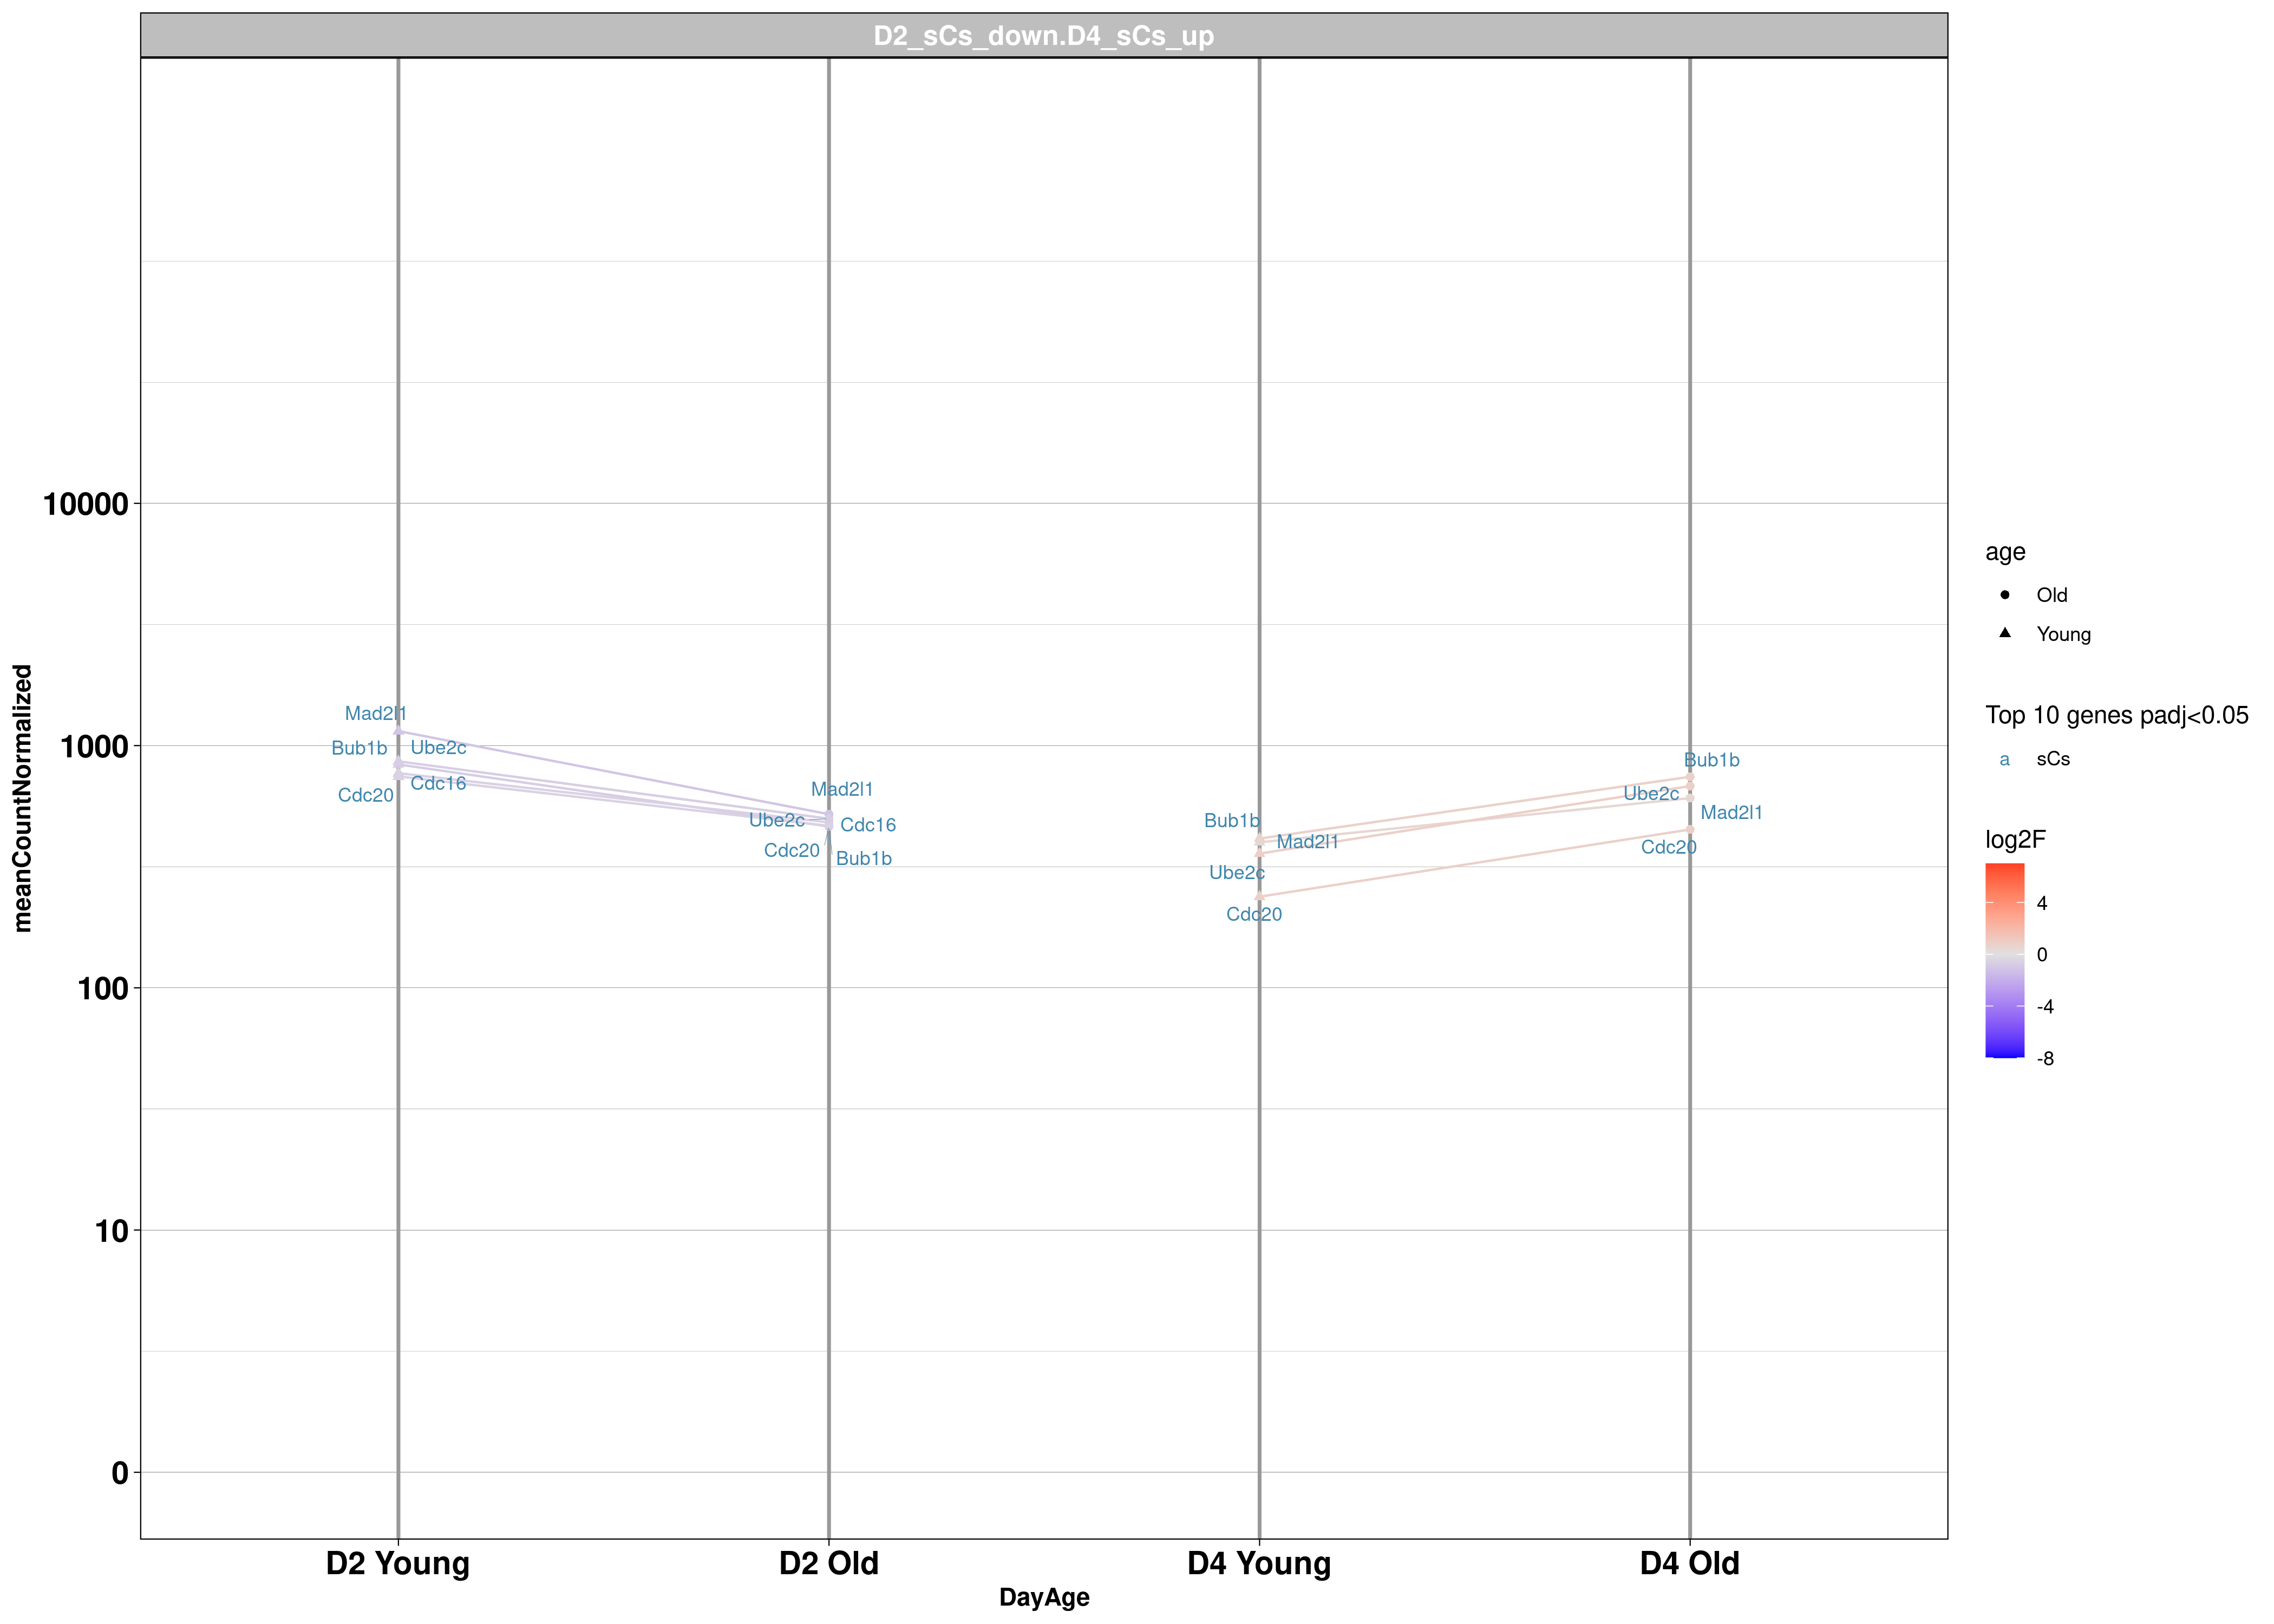 D2_sCs_down.D4_sCs_up
meanCountNormalized
10000
1000
100
10
0
Mad2l1
Bub1b
Ube2c
Cdc16
Cdc20
Mad2l1
Ube2c
Cdc16
Cdc20
Bub1b
Bub1b
Mad2l1
Ube2c
Cdc20
Bub1b
Ube2c
Mad2l1
Cdc20
D2 Young
D2 Old
D4 Young
D4 Old
DayAge
age
Old
Young
Top 10 genes padj<0.05
a sCs
log2F
4
0
-4
-8